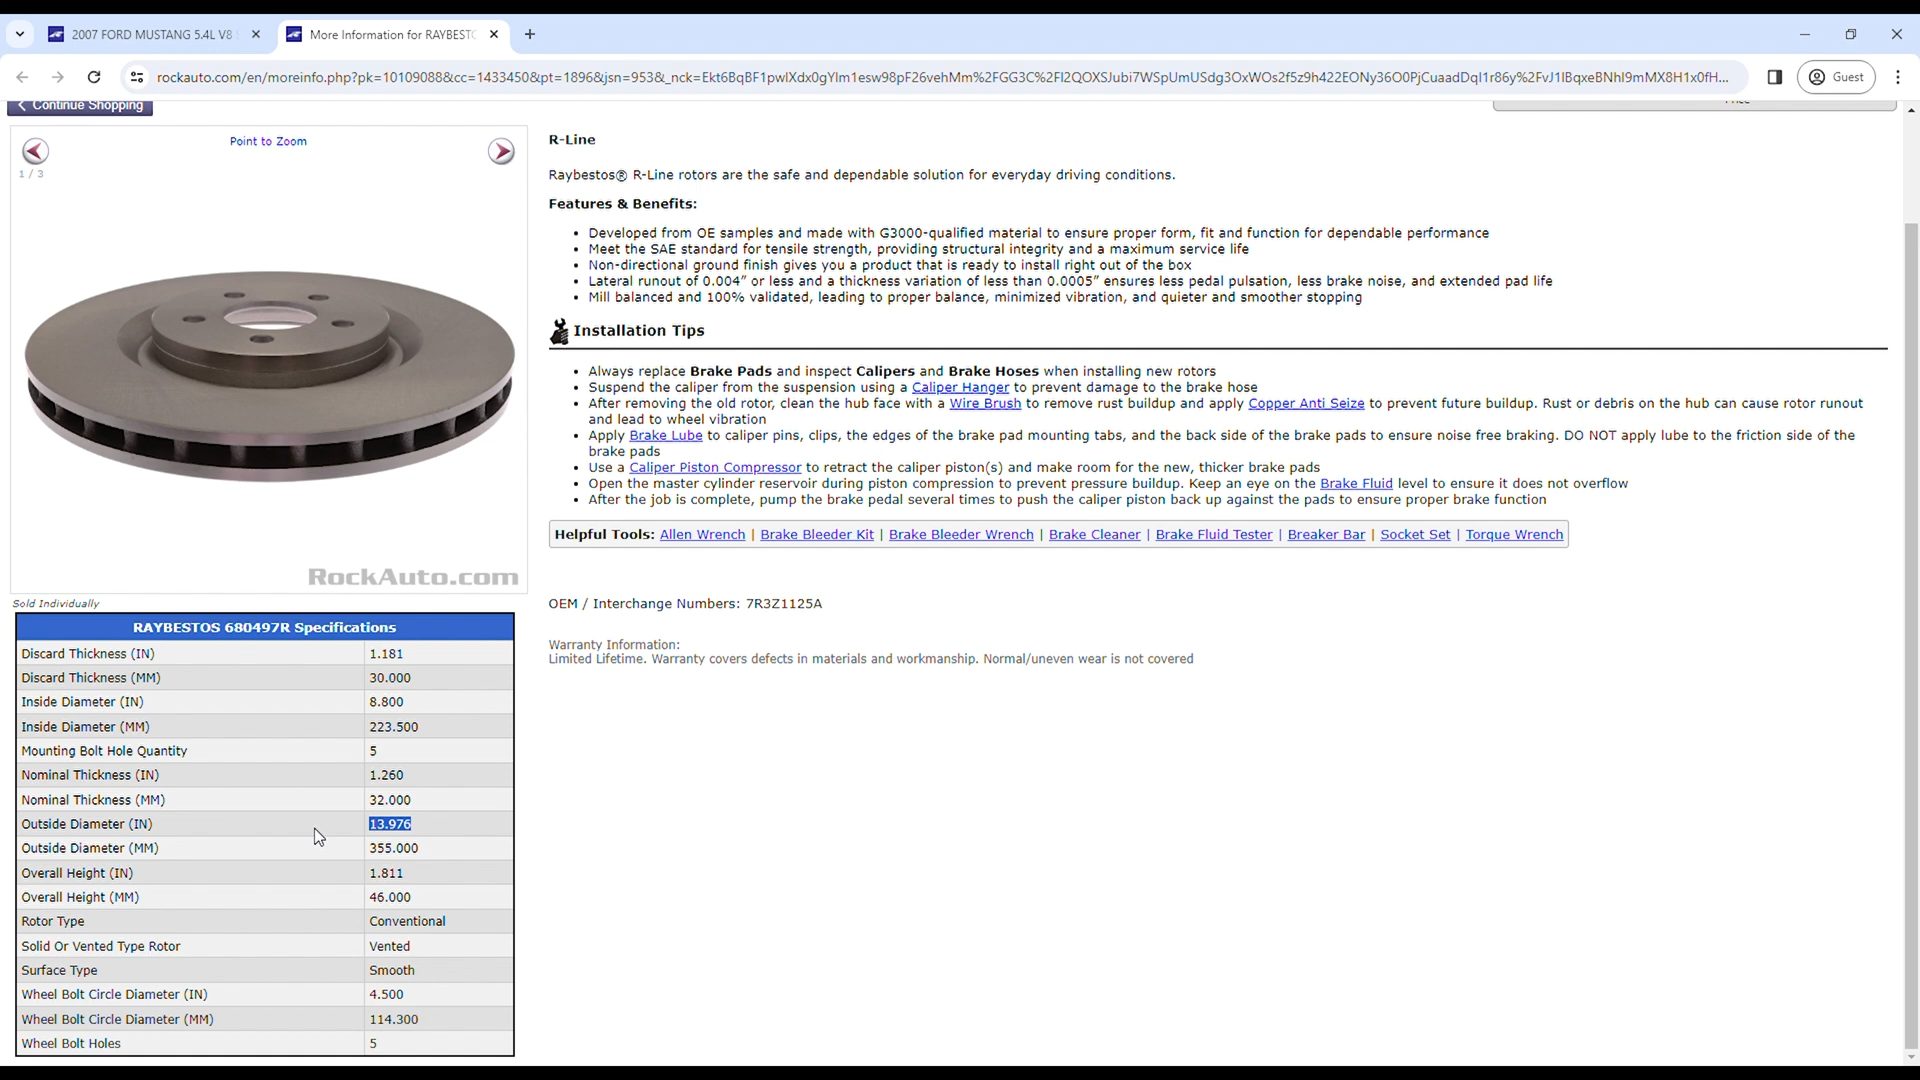 2007 FORD MUSTANG 5.4L V8
More Information for RAYBESTO
rockauto.com/en/moreinfo.php?pk=10109088&cc=1433450&pt=1896&jsn=953&_nck=Ekt6BqBF1pwlXdx0gYlm1esw98pF26vehMm%2FGG3C%2Fl2QOXSJubi7WSpUmUSdg3OxWOs2f5z9h422EONy36O0PjCuaadDqI1r86y%2FvJ1lBqxeBNhI9mMX8H1x0fH...
Guest
Continue Shopping
Price
Point to Zoom
1 / 3
RockAuto.com
Sold Individually
RAYBESTOS 680497R Specifications
Discard Thickness (IN) 1.181
Discard Thickness (MM) 30.000
Inside Diameter (IN) 8.800
Inside Diameter (MM) 223.500
Mounting Bolt Hole Quantity 5
Nominal Thickness (IN) 1.260
Nominal Thickness (MM) 32.000
Outside Diameter (IN) 13.976
Outside Diameter (MM) 355.000
Overall Height (IN) 1.811
Overall Height (MM) 46.000
Rotor Type Conventional
Solid Or Vented Type Rotor Vented
Surface Type Smooth
Wheel Bolt Circle Diameter (IN) 4.500
Wheel Bolt Circle Diameter (MM) 114.300
Wheel Bolt Holes 5
R-Line
Raybestos® R-Line rotors are the safe and dependable solution for everyday driving conditions.
Features & Benefits:
• Developed from OE samples and made with G3000-qualified material to ensure proper form, fit and function for dependable performance
• Meet the SAE standard for tensile strength, providing structural integrity and a maximum service life
• Non-directional ground finish gives you a product that is ready to install right out of the box
• Lateral runout of 0.004” or less and a thickness variation of less than 0.0005” ensures less pedal pulsation, less brake noise, and extended pad life
• Mill balanced and 100% validated, leading to proper balance, minimized vibration, and quieter and smoother stopping
Installation Tips
• Always replace Brake Pads and inspect Calipers and Brake Hoses when installing new rotors
• Suspend the caliper from the suspension using a Caliper Hanger to prevent damage to the brake hose
• After removing the old rotor, clean the hub face with a Wire Brush to remove rust buildup and apply Copper Anti Seize to prevent future buildup. Rust or debris on the hub can cause rotor runout
and lead to wheel vibration
• Apply Brake Lube to caliper pins, clips, the edges of the brake pad mounting tabs, and the back side of the brake pads to ensure noise free braking. DO NOT apply lube to the friction side of the
brake pads
• Use a Caliper Piston Compressor to retract the caliper piston(s) and make room for the new, thicker brake pads
• Open the master cylinder reservoir during piston compression to prevent pressure buildup. Keep an eye on the Brake Fluid level to ensure it does not overflow
• After the job is complete, pump the brake pedal several times to push the caliper piston back up against the pads to ensure proper brake function
Helpful Tools: Allen Wrench | Brake Bleeder Kit | Brake Bleeder Wrench | Brake Cleaner | Brake Fluid Tester | Breaker Bar | Socket Set | Torque Wrench
OEM / Interchange Numbers: 7R3Z1125A
Warranty Information:
Limited Lifetime. Warranty covers defects in materials and workmanship. Normal/uneven wear is not covered